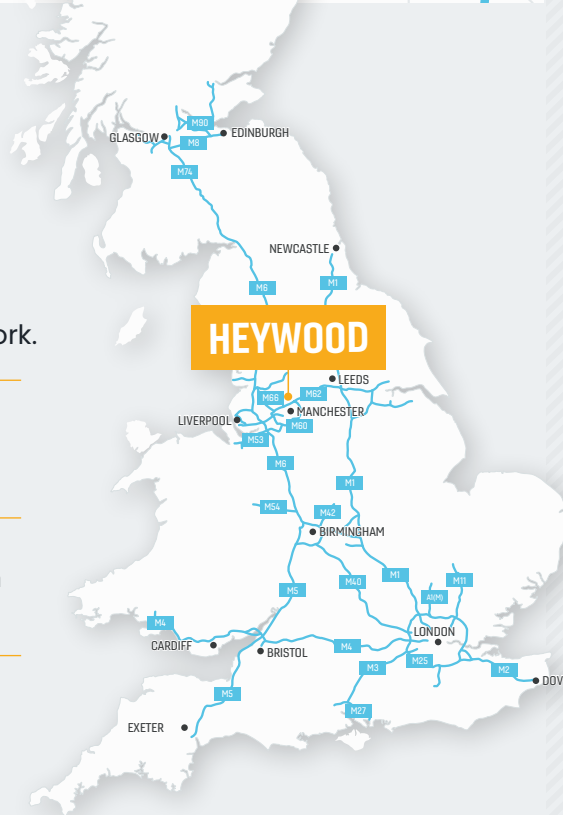 M90
GLASGOW
EDINBURGH
M8
M74
NEWCASTLE
M6
M1
HEYWOOD
ork.
LEEDS
M66
M62
MANCHESTER
LIVERPOOL
M60
M53
M6
M1
M54
M42
BIRMINGHAM
M1
M40
M11
M5
A1(M)
M4
LONDON
CARDIFF
M4
BRISTOL
M25
M3
M2
DOV
M5
M27
EXETER